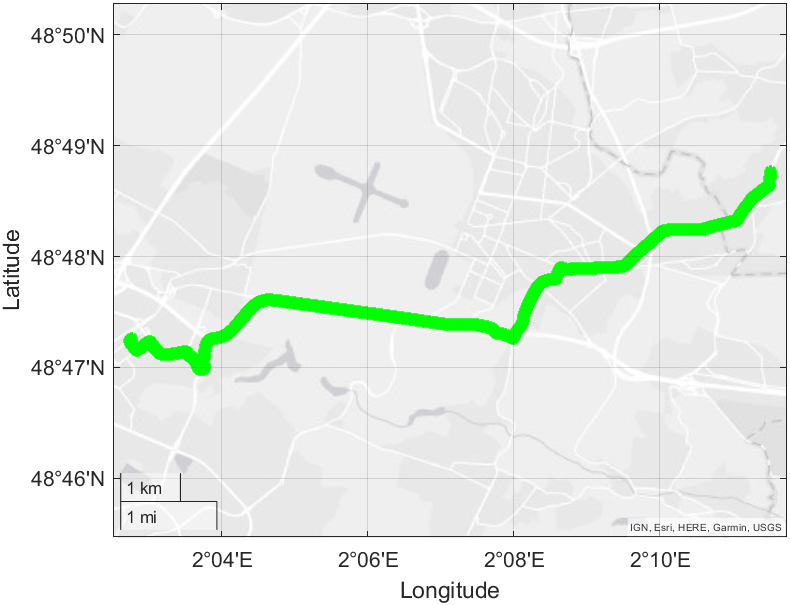 48°50'N
48°49'N
48°48'N
48°47'N
48°46'N
Latitude
1 km
1 mi
IGN, Esri, HERE, Garmin, USGS
2°04'E 2°06'E 2°08'E 2°10'E
Longitude